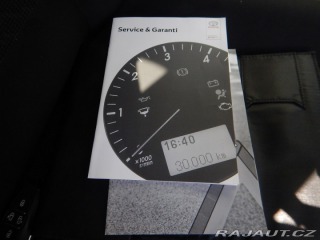 Service & Garanti
1
2
3
4
x1000
r/min
16:40
30.000 km
RAJAUT.CZ